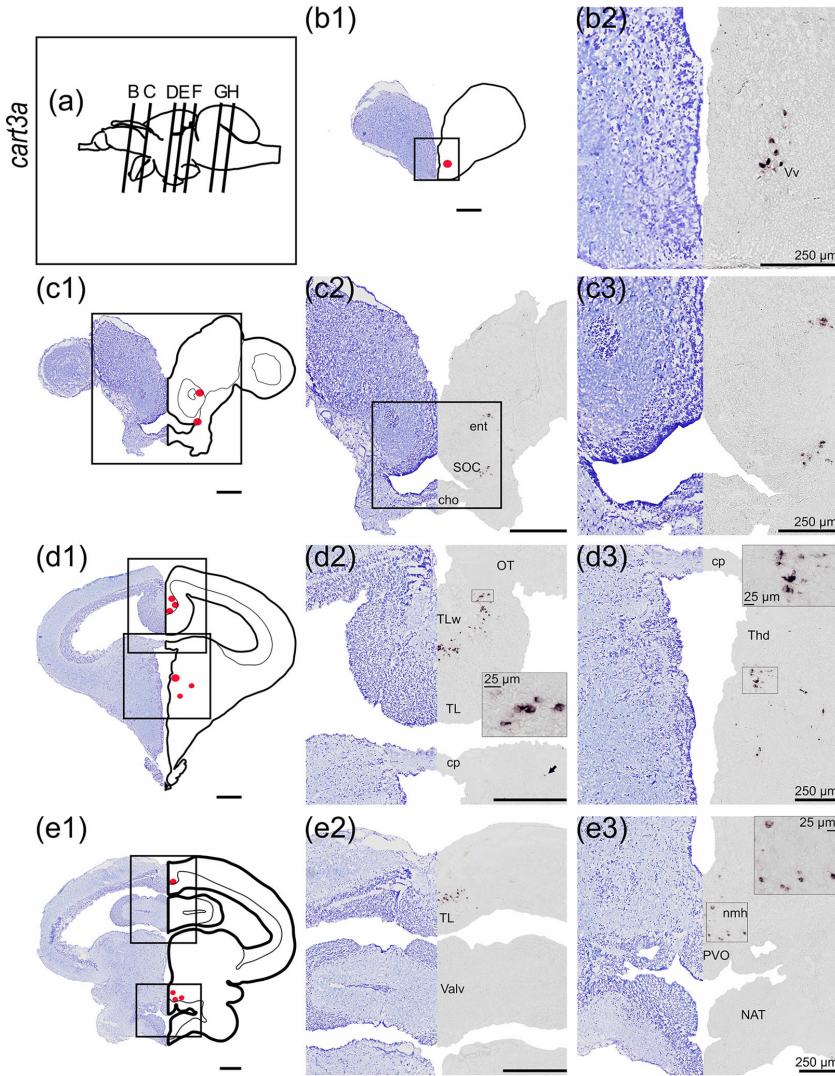 cart3a
(a)
B C DE F GH
(b1)
(b2)
Vv
250 µm
(c1)
(c2)
ent
SOC
cho
(c3)
250 µm
(d1)
(d2)
OT
TLw
25 µm
TL
cp
(d3)
cp
25 µm
Thd
250 µm
(e1)
(e2)
TL
Valv
(e3)
25 µm
nmh
PVO
NAT
250 µm